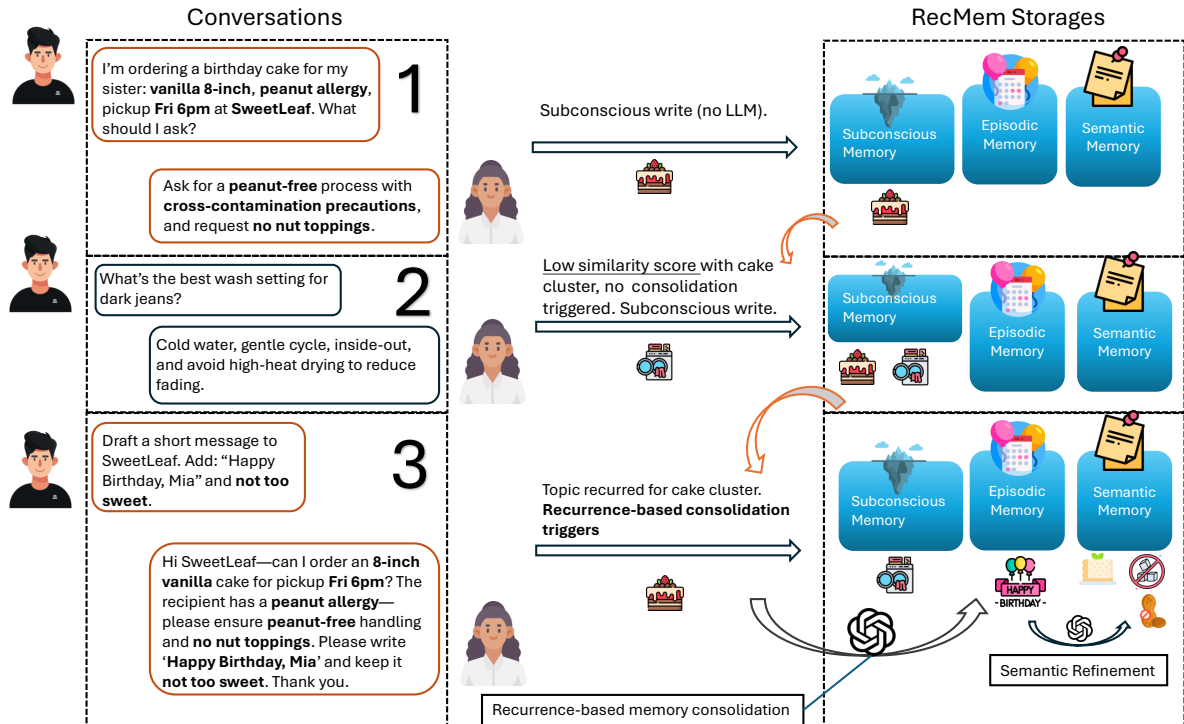 Conversations
RecMem Storages
I'm ordering a birthday cake for my
sister: vanilla 8-inch, peanut allergy,
pickup Fri 6pm at SweetLeaf. What
should I ask?
1
Ask for a peanut-free process with
cross-contamination precautions,
and request no nut toppings.
Subconscious write (no LLM).
Subconscious
Memory
Episodic
Memory
Semantic
Memory
What's the best wash setting for
dark jeans?
2
Cold water, gentle cycle, inside-out,
and avoid high-heat drying to reduce
fading.
Low similarity score with cake
cluster, no consolidation
triggered. Subconscious write.
Subconscious
Memory
Episodic
Memory
Semantic
Memory
Draft a short message to
SweetLeaf. Add: “Happy
Birthday, Mia” and not too
sweet.
3
Hi SweetLeaf—can I order an 8-inch
vanilla cake for pickup Fri 6pm? The
recipient has a peanut allergy—
please ensure peanut-free handling
and no nut toppings. Please write
‘Happy Birthday, Mia’ and keep it
not too sweet. Thank you.
Topic recurred for cake cluster.
Recurrence-based consolidation
triggers
Subconscious
Memory
Episodic
Memory
Semantic
Memory
HAPPY
- BIRTHDAY -
Semantic Refinement
Recurrence-based memory consolidation